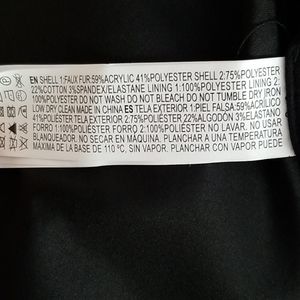 EN SHELL 1:FAUX FUR:59%ACRYLIC 41%POLYESTER SHELL 2:75%POLYESTER
22%COTTON 3%SPANDEX/ELASTANE LINING 1:100%POLYESTER LINING 2:
100%POLYESTER DO NOT WASH DO NOT BLEACH DO NOT TUMBLE DRY IRON
LOW DRY CLEAN MADE IN CHINA ES TELA EXTERIOR 1:PIEL FALSA:59%ACRÍLICO
41%POLIÉSTER TELA EXTERIOR 2:75%POLIÉSTER 22%ALGODÓN 3%ELASTANO
FORRO 1:100%POLIÉSTER FORRO 2:100%POLIÉSTER NO LAVAR. NO USAR
BLANQUEADOR. NO SECAR EN MÁQUINA. PLANCHAR A UNA TEMPERATURA
MÁXIMA DE LA BASE DE 110 ºC, SIN VAPOR. PLANCHAR CON VAPOR PUEDE